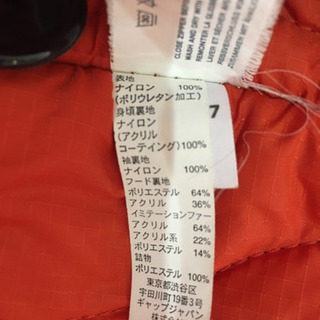 CLOSE ZIPPER BEFORE
WASH AND DRY WITH
REMOVER LA GLISSI
LAVER ET SÉCHER
表地
ナイロン 100%
(ポリウレタン加工)
身頃裏地
ナイロン
(アクリル
コーティング)100%
袖裏地
ナイロン 100%
フード裏地
ポリエステル 64%
アクリル 36%
イミテーションファー
アクリル 64%
アクリル系 22%
ポリエステル 14%
詰物
ポリエステル 100%
東京都渋谷区
宇田川町19番3号
ギャップジャパン
7